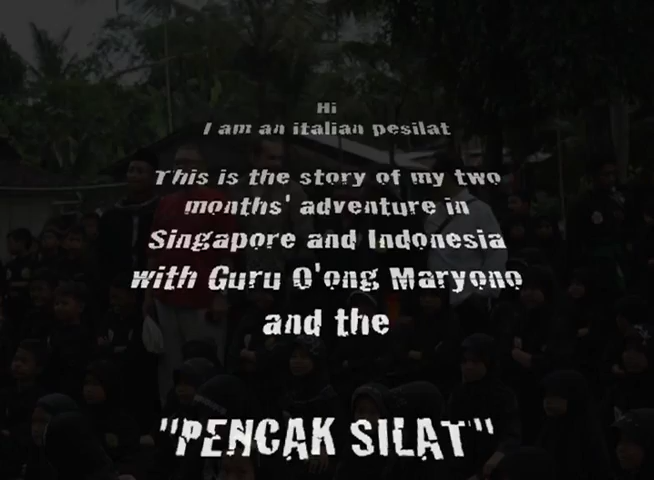 Hi
I am an italian pesilat
This is the story of my two
months' adventure in
Singapore and Indonesia
with Guru O'ong Maryono
and the
"PENCAK SILAT"